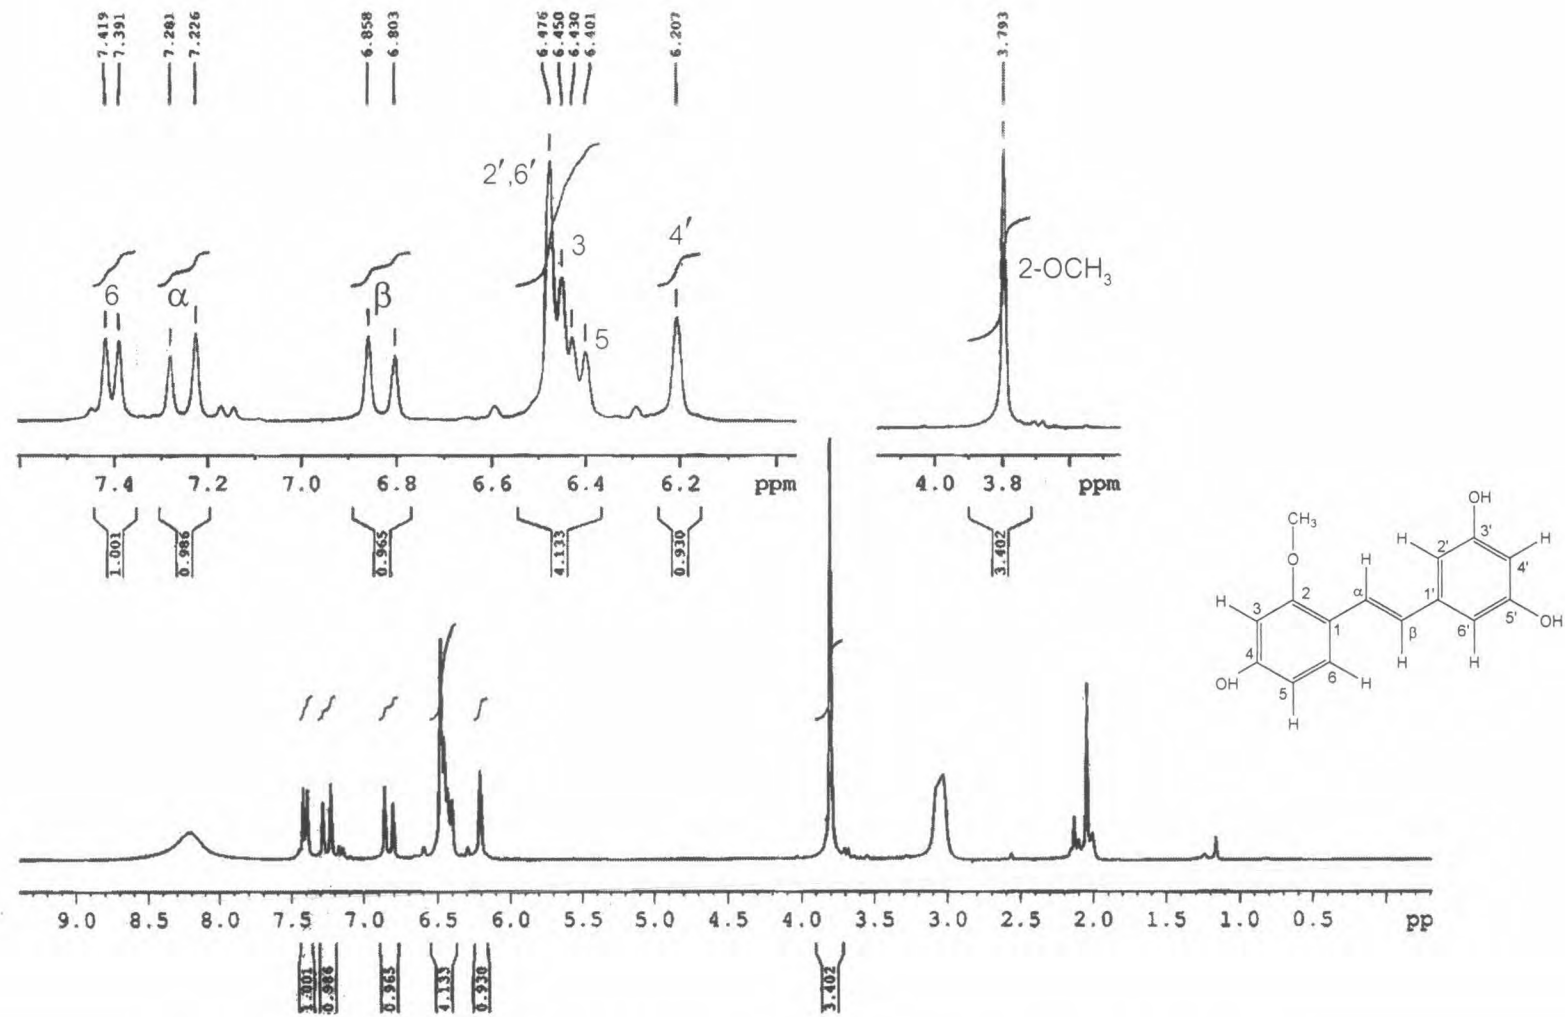 7.419
7.391
7.281
7.226
6.858
6.803
6.476
6.450
6.430
6.401
6.207
3.793
2′,6′
3
4′
6
α
β
5
2-OCH3
7.4 7.2 7.0 6.8 6.6 6.4 6.2 ppm
4.0 3.8 ppm
1.001
0.986
0.965
4.133
0.930
3.402
OH
CH3
H 2' 3' H
O H 4'
H 3 2 α 1' 5' OH
1 β 6'
4 H H
OH 5 6 H
H
9.0 8.5 8.0 7.5 7.0 6.5 6.0 5.5 5.0 4.5 4.0 3.5 3.0 2.5 2.0 1.5 1.0 0.5 pp
1.001
0.986
0.965
4.133
0.930
3.402